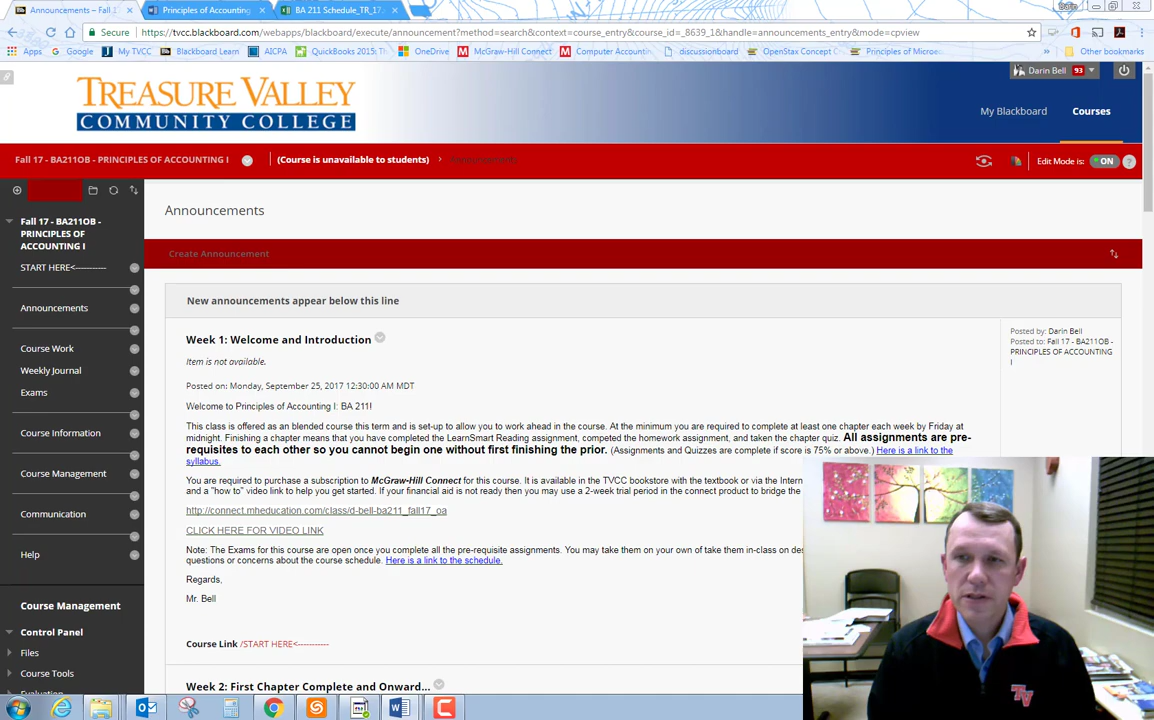 Announcements – Fall 1
Principles of Accounting
BA 211 Schedule_TR_17.
Darin
Secure
https://tvcc.blackboard.com/webapps/blackboard/execute/announcement?method=search&context=course_entry&course_id=_8639_1&handle=announcements_entry&mode=cpview
Apps
Google
My TVCC
Blackboard Learn
AICPA
QuickBooks 2015: Th
OneDrive
McGraw-Hill Connect
Computer Accountin
discussionboard
OpenStax Concept C
Principles of Microec
Other bookmarks
TREASURE VALLEY
COMMUNITY COLLEGE
Darin Bell 93
My Blackboard
Courses
Fall 17 - BA211OB - PRINCIPLES OF ACCOUNTING I
(Course is unavailable to students)
Announcements
Edit Mode is: ON
Fall 17 - BA211OB -
PRINCIPLES OF
ACCOUNTING I
START HERE<-----------
Announcements
Course Work
Weekly Journal
Exams
Course Information
Course Management
Communication
Help
Course Management
Control Panel
Files
Course Tools
Evaluation
Announcements
Create Announcement
New announcements appear below this line
Week 1: Welcome and Introduction
Item is not available.
Posted on: Monday, September 25, 2017 12:30:00 AM MDT
Welcome to Principles of Accounting I: BA 211!
This class is offered as an blended course this term and is set-up to allow you to work ahead in the course. At the minimum you are required to complete at least one chapter each week by Friday at
midnight. Finishing a chapter means that you have completed the LearnSmart Reading assignment, competed the homework assignment, and taken the chapter quiz. All assignments are pre-
requisites to each other so you cannot begin one without first finishing the prior. (Assignments and Quizzes are complete if score is 75% or above.) Here is a link to the
syllabus.
You are required to purchase a subscription to McGraw-Hill Connect for this course. It is available in the TVCC bookstore with the textbook or via the Intern
and a "how to" video link to help you get started. If your financial aid is not ready then you may use a 2-week trial period in the connect product to bridge the
http://connect.mheducation.com/class/d-bell-ba211_fall17_oa
CLICK HERE FOR VIDEO LINK
Note: The Exams for this course are open once you complete all the pre-requisite assignments. You may take them on your own of take them in-class on des
questions or concerns about the course schedule. Here is a link to the schedule.
Regards,
Mr. Bell
Course Link /START HERE<-----------
Week 2: First Chapter Complete and Onward...
Posted by: Darin Bell
Posted to: Fall 17 - BA211OB -
PRINCIPLES OF ACCOUNTING
I
TV